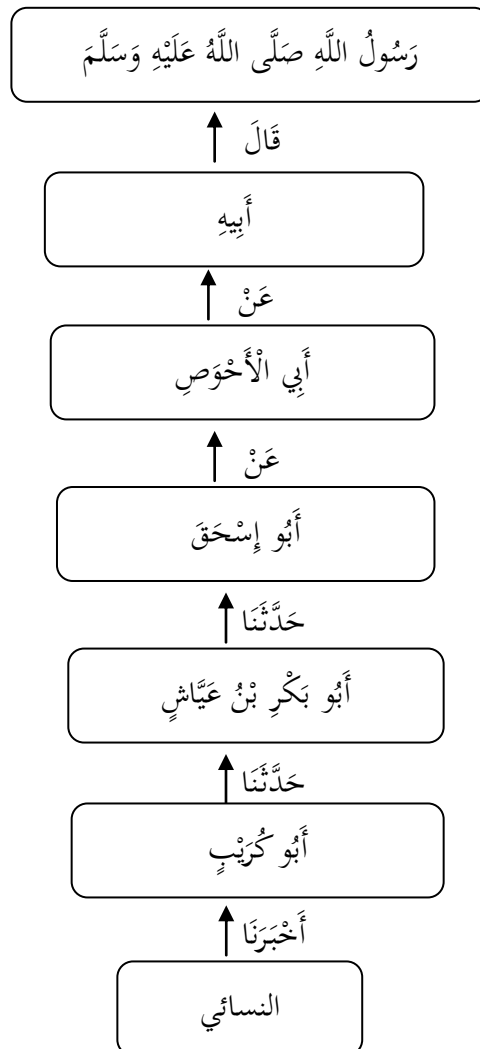 رَسُولُ اللَّهِ صَلَّى اللَّهُ عَلَيْهِ وَسَلَّمَ
قَالَ
أَبِيهِ
عَنْ
أَبِي الْأَحْوَصِ
عَنْ
أَبُو إِسْحَقَ
حَدَّثَنَا
أَبُو بَكْرِ بْنُ عَيَّاشٍ
حَدَّثَنَا
أَبُو كُرَيْبٍ
أَخْبَرَنَا
النسائي